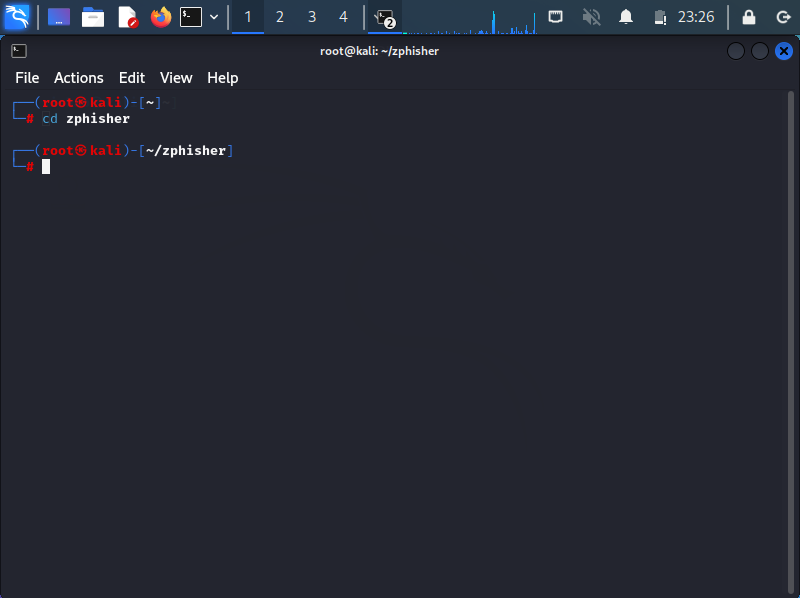 1 2 3 4 2 23:26
root@kali: ~/zphisher
File Actions Edit View Help
┌──(root㉿kali)-[~]
└─# cd zphisher
┌──(root㉿kali)-[~/zphisher]
└─#